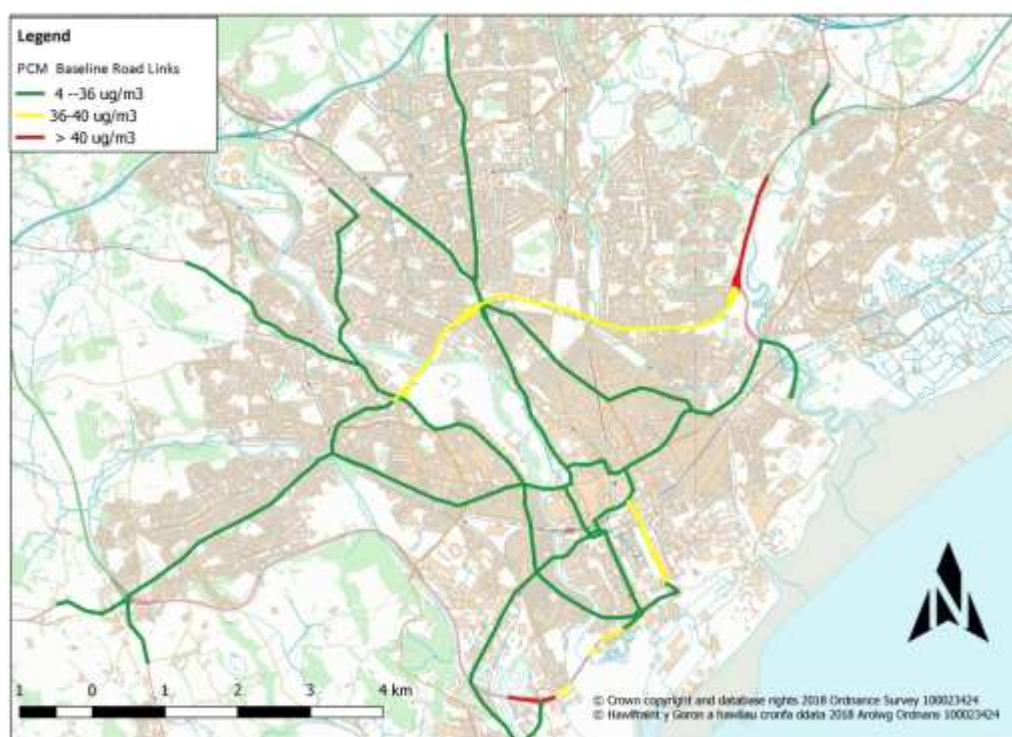 Legend
PCM Baseline Road Links
4 --36 ug/m3
36-40 ug/m3
> 40 ug/m3
1 0 1 2 3 4 km
N
© Crown copyright and database rights 2018 Ordnance Survey 100023424
© Hawlfraint y Goron a hawliau cronfa ddata 2018 Arolwg Ordnans 100023424